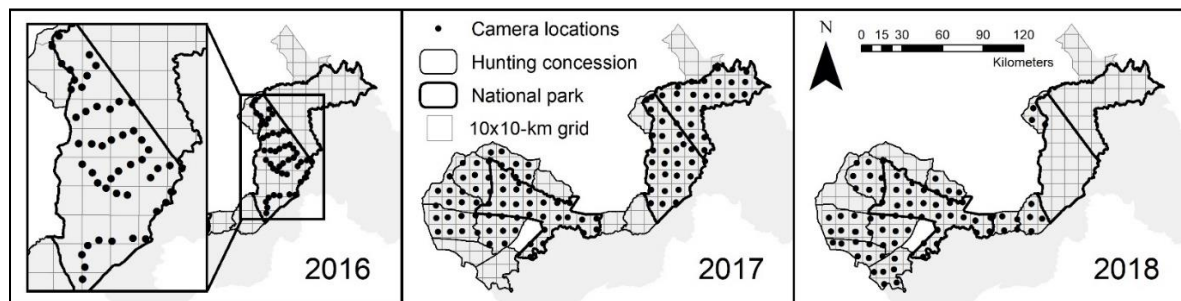 2016
Camera locations
Hunting concession
National park
10x10-km grid
2017
N
0 15 30 60 90 120
Kilometers
2018